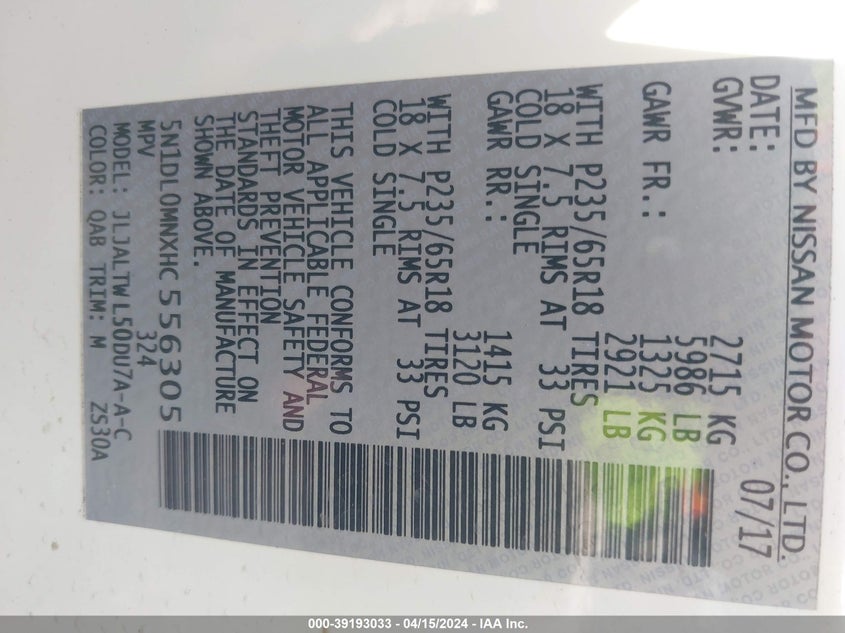 MFD BY NISSAN MOTOR CO., LTD.
DATE: 07/17
GVWR: 2715 KG
5986 LB
GAWR FR.: 1325 KG
2921 LB
WITH P235/65R18 TIRES
18 X 7.5 RIMS AT 33 PSI
COLD SINGLE
GAWR RR.: 1415 KG
3120 LB
WITH P235/65R18 TIRES
18 X 7.5 RIMS AT 33 PSI
COLD SINGLE
THIS VEHICLE CONFORMS TO
ALL APPLICABLE FEDERAL
MOTOR VEHICLE SAFETY AND
THEFT PREVENTION
STANDARDS IN EFFECT ON
THE DATE OF MANUFACTURE
SHOWN ABOVE.
5N1DL0MNXHC556305
MPV 324
MODEL: JLJALTWL50DU7A-A-C
COLOR: QAB TRIM: M ZS30A
000-39193033 - 04/15/2024 - IAA Inc.